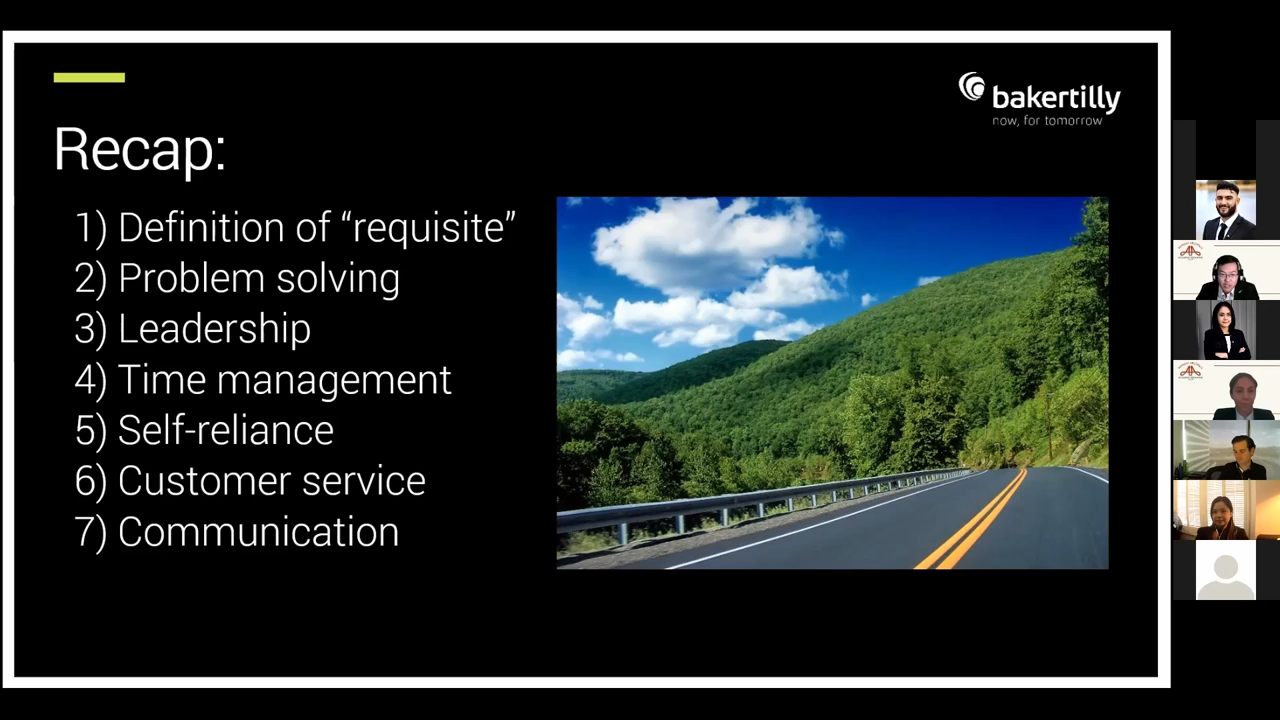 bakertilly
now, for tomorrow
Recap:
1) Definition of “requisite”
2) Problem solving
3) Leadership
4) Time management
5) Self-reliance
6) Customer service
7) Communication